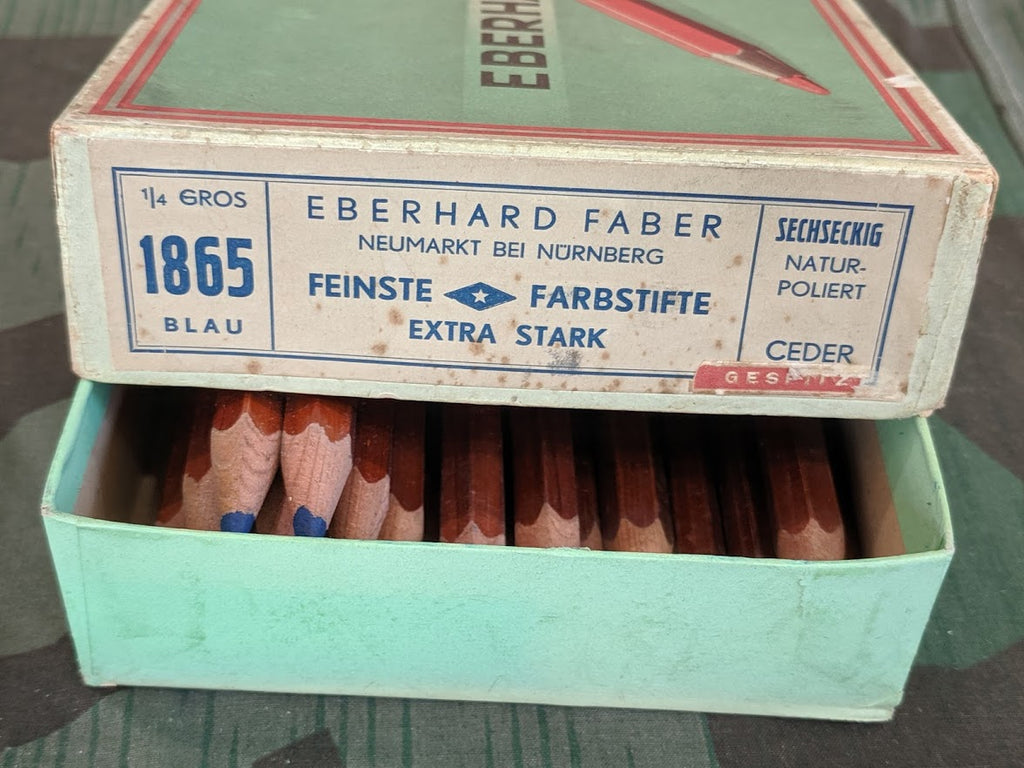 EBERH
1/4 GROS
1865
BLAU
EBERHARD FABER
NEUMARKT BEI NÜRNBERG
FEINSTE FARBSTIFTE
EXTRA STARK
SECHSECKIG
NATUR-
POLIERT
CEDER
GESPITZ